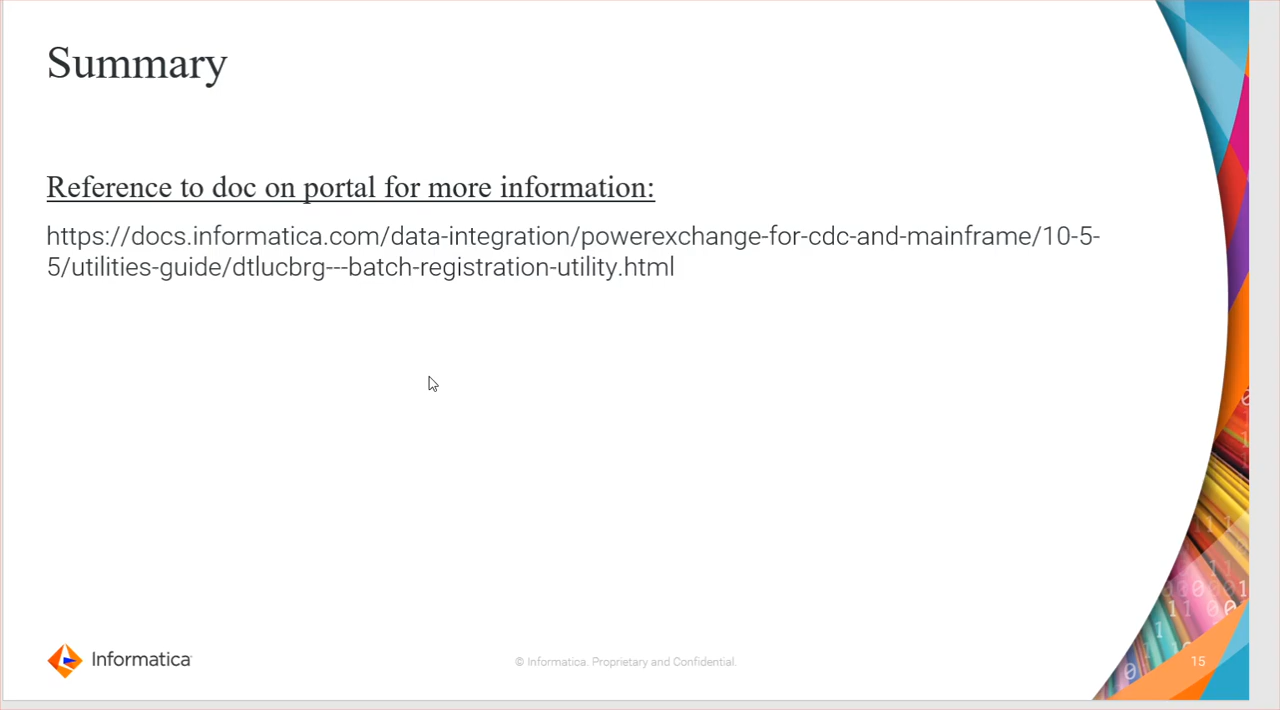 Summary
Reference to doc on portal for more information:
https://docs.informatica.com/data-integration/powerexchange-for-cdc-and-mainframe/10-5-
5/utilities-guide/dtlucbrg---batch-registration-utility.html
Informatica
© Informatica. Proprietary and Confidential.
15